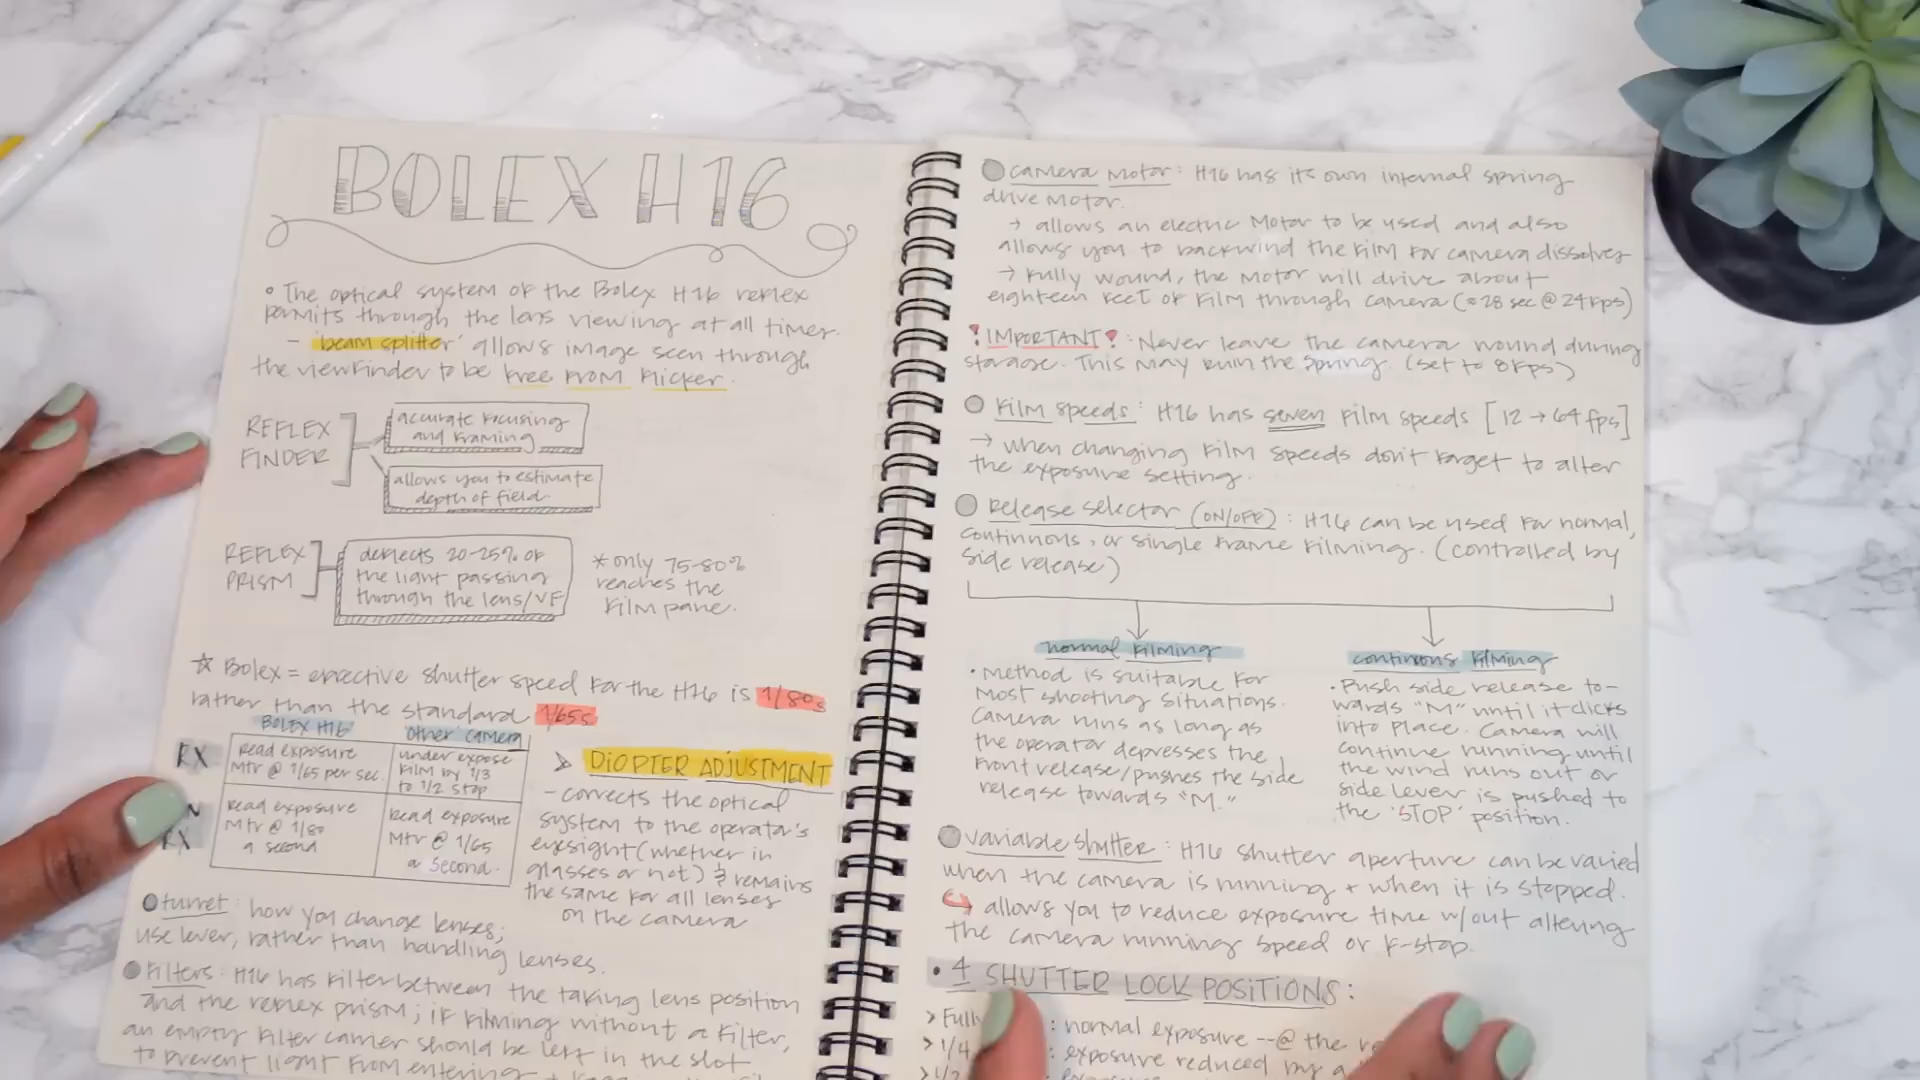 BOLEX H16
• The optical system of the Bolex H16 reflex
permits through the lens viewing at all times.
- 'beam splitter' allows image seen through
the viewfinder to be free from flicker.
REFLEX
FINDER
accurate focusing
and framing
allows you to estimate
depth of field
REFLEX
PRISM
deflects 20-25% of
the light passing
through the lens/VF
*only 75-80%
reaches the
film pane.
☆ Bolex = effective shutter speed for the H16 is 1/80s
rather than the standard 1/65s
BOLEX H16
other camera
RX
read exposure
Mtr @ 1/65 per sec.
under expose
film by 1/3
to 1/2 stop
RX
read exposure
Mtr @ 1/80
a second
read exposure
Mtr @ 1/65
a second.
> DiOPTER ADJUSTMENT
- corrects the optical
system to the operator's
eyesight (whether in
glasses or not) & remains
the same for all lenses
on the camera
turret: how you change lenses;
use lever, rather than handling lenses.
Filters: H16 has filter between the taking lens position
and the reflex prism; if filming without a filter,
an empty filter carrier should be left in the slot
to prevent light from entering
camera motor: H16 has its own internal spring
drive motor.
→ allows an electric motor to be used and also
allows you to backwind the film for camera dissolves
→ fully wound, the motor will drive about
eighteen feet of film through camera (≈ 28 sec @ 24fps)
! IMPORTANT! : Never leave the camera wound during
storage. This may ruin the spring. (set to 8fps)
film speeds: H16 has seven film speeds [12 → 64 fps]
→ when changing film speeds don't forget to alter
the exposure setting.
release selector (ON/OFF): H16 can be used for normal,
continuous, or single frame filming. (controlled by
side release)
normal filming
• method is suitable for
most shooting situations.
Camera runs as long as
the operator depresses the
front release/pushes the side
release towards "M."
continous filming
• Push side release to-
wards "M" until it clicks
into place. Camera will
continue running until
the wind runs out or
side lever is pushed to
the 'STOP' position.
variable shutter: H16 shutter aperture can be varied
when the camera is running + when it is stopped.
↪ allows you to reduce exposure time w/out altering
the camera running speed or f-stop.
• 4 SHUTTER LOCK POSITIONS:
> : normal exposure --@ the
> 1/4 : exposure reduced by a
> 1/2